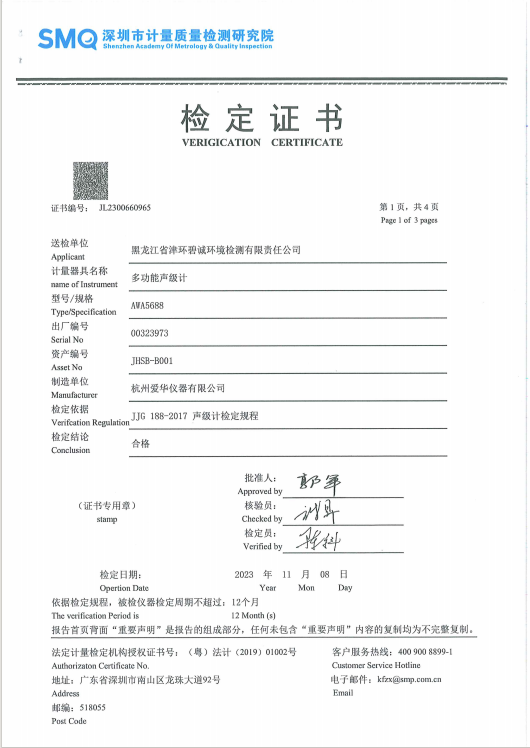 SMQ 深圳市计量质量检测研究院
Shenzhen Academy Of Metrology & Quality Inspection
检定证书
VERIGICATION CERTIFICATE
证书编号： JL2300660965
第 1 页，共 4 页
Page 1 of 3 pages
送检单位
Applicant
黑龙江省津环碧诚环境检测有限责任公司
计量器具名称
name of Instrument
多功能声级计
型号/规格
Type/Specification
AWA5688
出厂编号
Serial No
00323973
资产编号
Asset No
JHSB-B001
制造单位
Manufacturer
杭州爱华仪器有限公司
检定依据
Verifcation Regulation
JJG 188-2017 声级计检定规程
检定结论
Conclusion
合格
批准人：
Approved by
（证书专用章）
stamp
核验员：
Checked by
检定员：
Verified by
检定日期：
Opertion Date
2023 年 11 月 08 日
Year Mon Day
依据检定规程，被检仪器检定周期不超过：12个月
The verification Period is 12 Month (s)
报告首页背面“重要声明”是报告的组成部分，任何未包含“重要声明”内容的复制均为不完整复制。
法定计量检定机构授权证书号：（粤）法计（2019）01002号
Authorizaton Certificate No.
客户服务热线：400 900 8899-1
Customer Service Hotline
地址：广东省深圳市南山区龙珠大道92号
Address
电子邮件：kfzx@smp.com.cn
Email
邮编：518055
Post Code